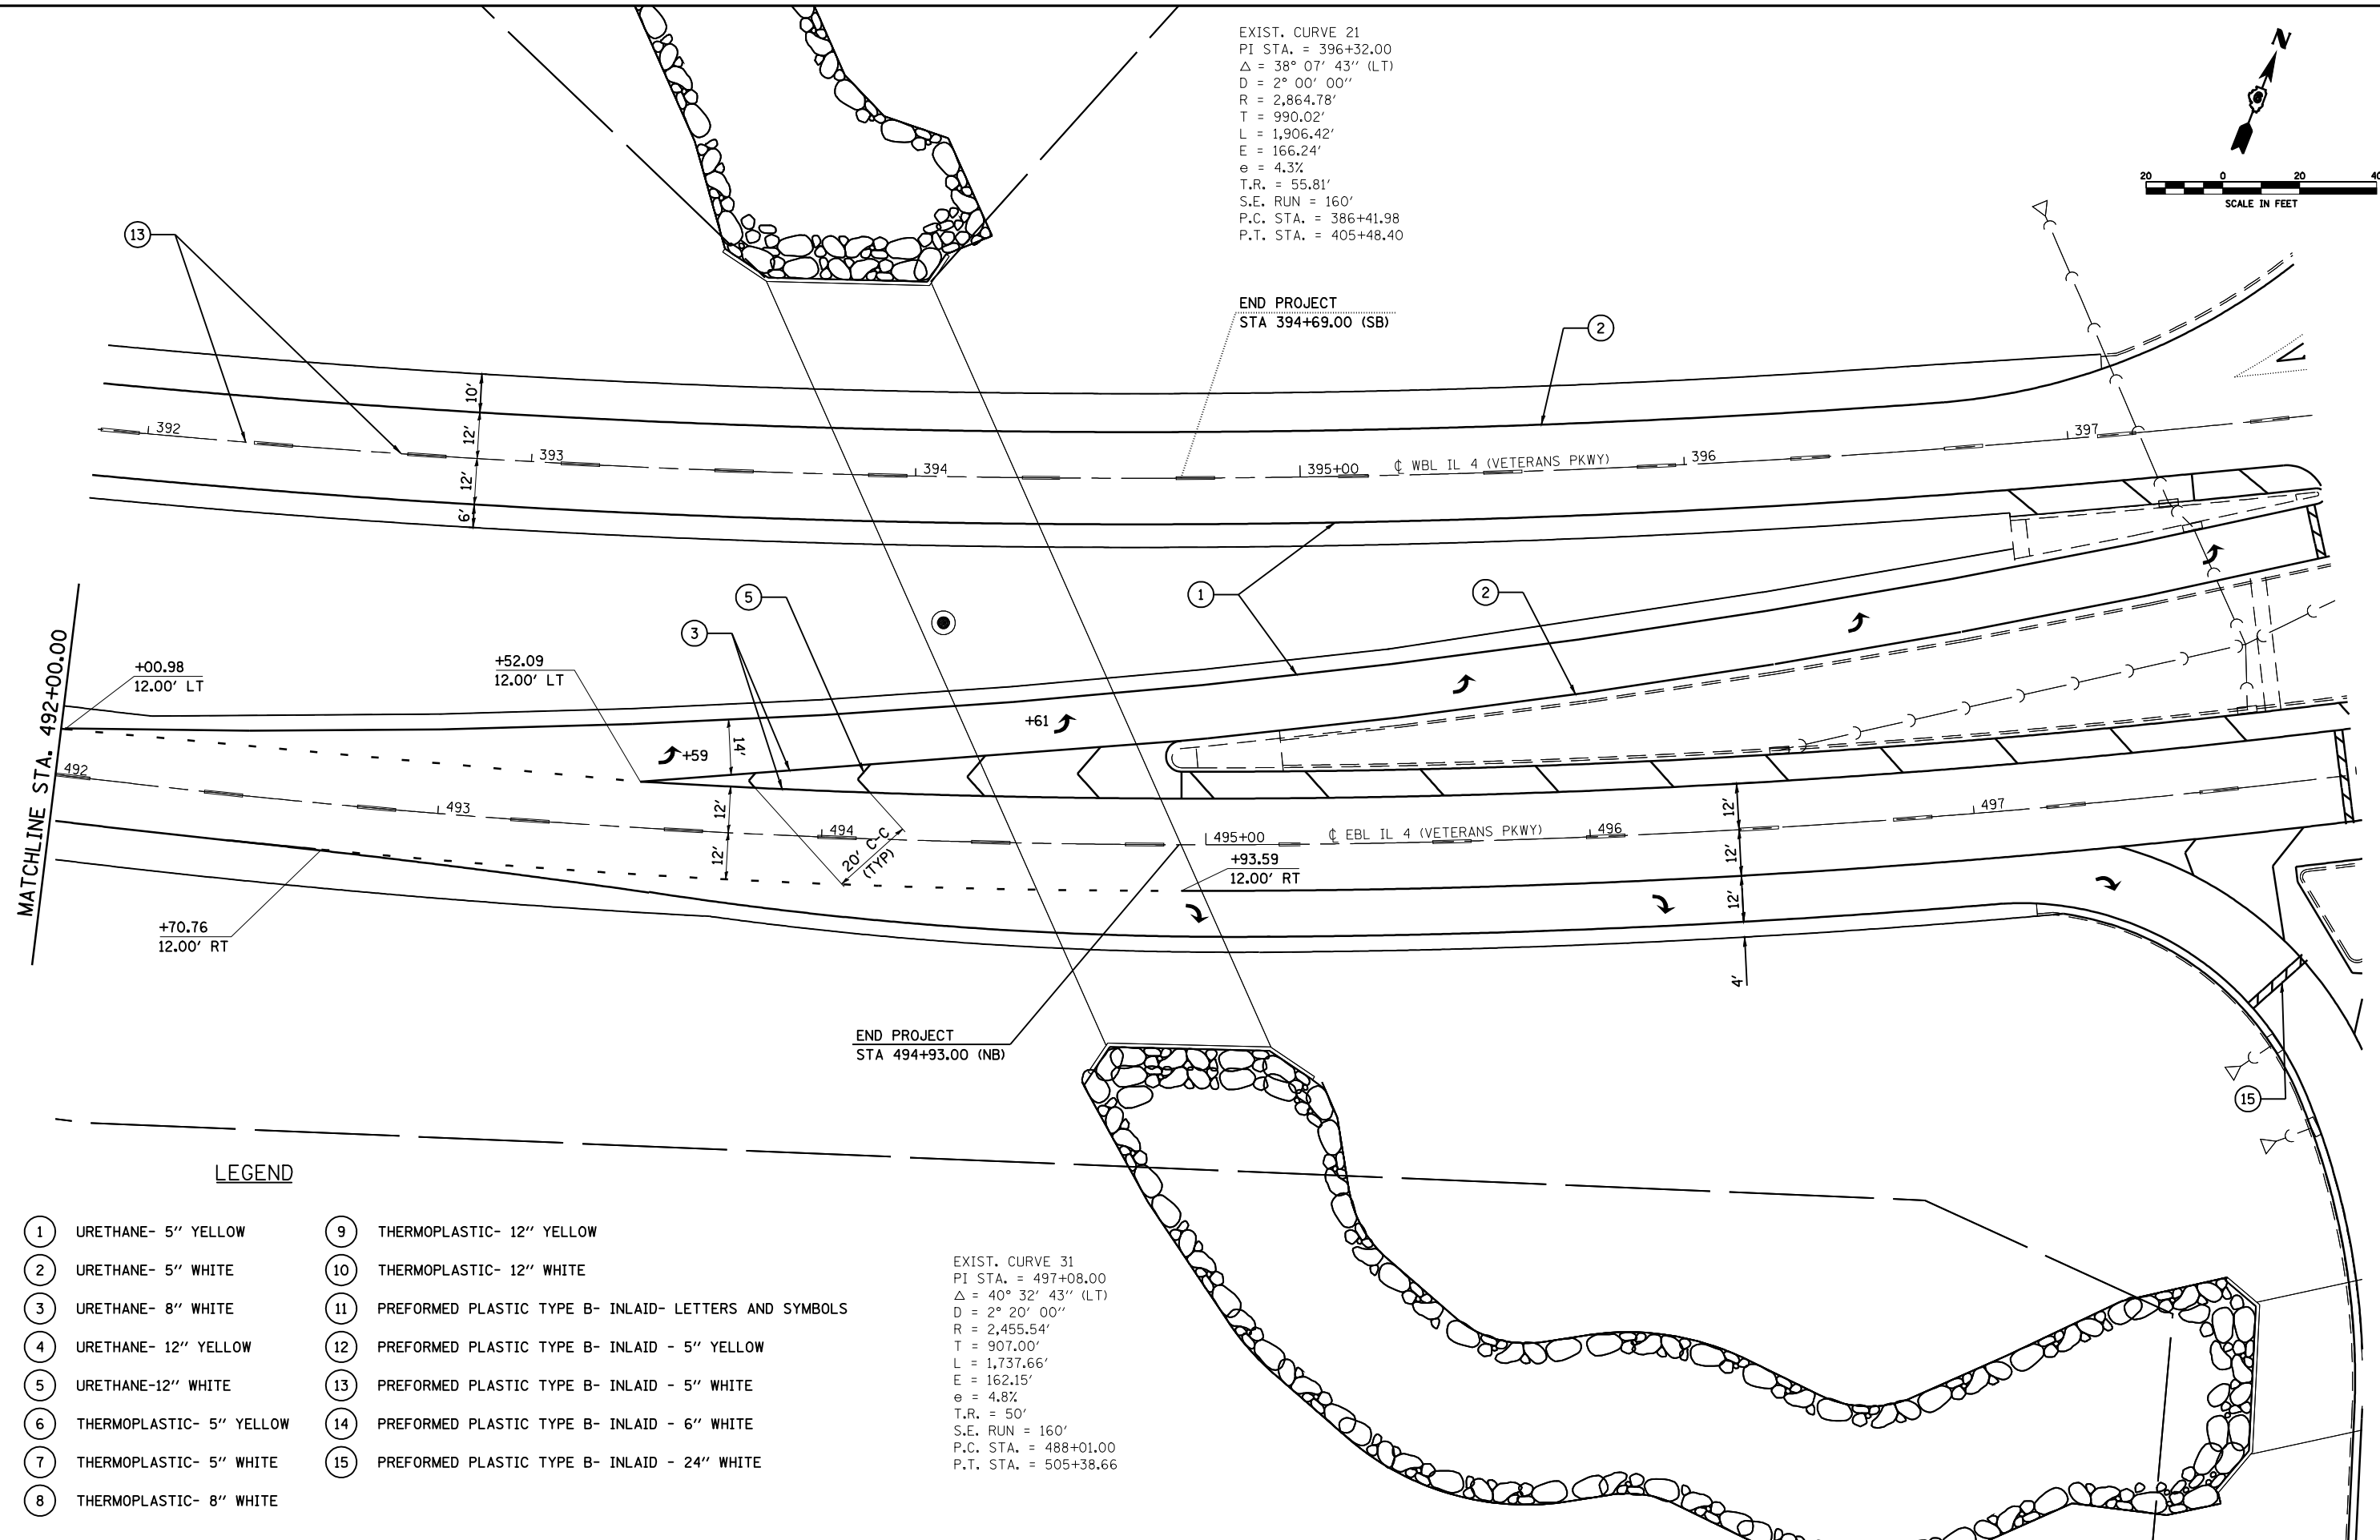 EXIST. CURVE 21
PI STA. = 396+32.00
△ = 38° 07' 43" (LT)
D = 2° 00' 00"
R = 2,864.78'
T = 990.02'
L = 1,906.42'
E = 166.24'
e = 4.3%
T.R. = 55.81'
S.E. RUN = 160'
P.C. STA. = 386+41.98
P.T. STA. = 405+48.40
N
20 0 20 40
SCALE IN FEET
13
END PROJECT
STA 394+69.00 (SB)
2
10'
12'
12'
6'
392
393
394
395+00
℄ WBL IL 4 (VETERANS PKWY)
396
397
5
3
1
2
MATCHLINE STA. 492+00.00
+00.98
12.00' LT
+52.09
12.00' LT
+59
14'
+61
492
493
12'
12'
494
20' C-C
(TYP)
495+00
℄ EBL IL 4 (VETERANS PKWY)
496
497
+93.59
12.00' RT
12'
12'
12'
4'
+70.76
12.00' RT
END PROJECT
STA 494+93.00 (NB)
15
LEGEND
1 URETHANE- 5" YELLOW
2 URETHANE- 5" WHITE
3 URETHANE- 8" WHITE
4 URETHANE- 12" YELLOW
5 URETHANE-12" WHITE
6 THERMOPLASTIC- 5" YELLOW
7 THERMOPLASTIC- 5" WHITE
8 THERMOPLASTIC- 8" WHITE
9 THERMOPLASTIC- 12" YELLOW
10 THERMOPLASTIC- 12" WHITE
11 PREFORMED PLASTIC TYPE B- INLAID- LETTERS AND SYMBOLS
12 PREFORMED PLASTIC TYPE B- INLAID - 5" YELLOW
13 PREFORMED PLASTIC TYPE B- INLAID - 5" WHITE
14 PREFORMED PLASTIC TYPE B- INLAID - 6" WHITE
15 PREFORMED PLASTIC TYPE B- INLAID - 24" WHITE
EXIST. CURVE 31
PI STA. = 497+08.00
△ = 40° 32' 43" (LT)
D = 2° 20' 00"
R = 2,455.54'
T = 907.00'
L = 1,737.66'
E = 162.15'
e = 4.8%
T.R. = 50'
S.E. RUN = 160'
P.C. STA. = 488+01.00
P.T. STA. = 505+38.66